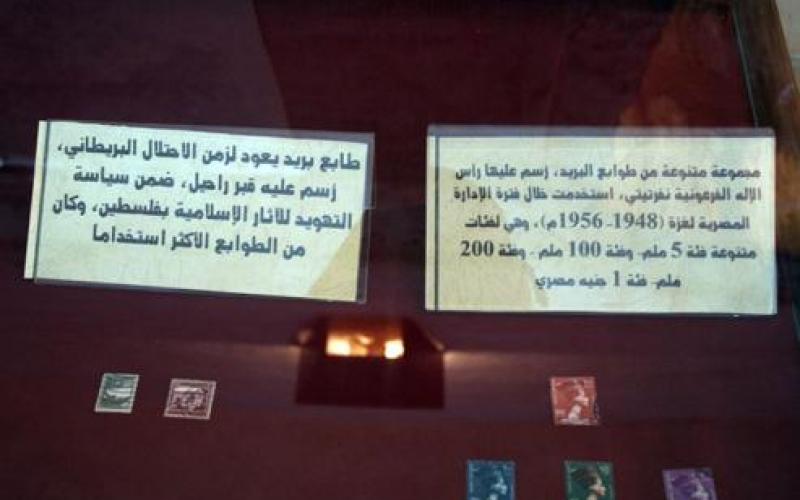 مجموعة متنوعة من طوابع البريد، رسم عليها رأس
الإله الفرعونية نفرتيتي، استخدمت خلال فترة الإدارة
المصرية لغزة (1948- 1956م)، وهي لفئات
متنوعة فئة 5 ملم- وفئة 100 ملم- وفئة 200
ملم- فئة 1 جنيه مصري
طابع بريد يعود لزمن الاحتلال البريطاني،
رسم عليه قبر راحيل، ضمن سياسة
التهويد للآثار الإسلامية بفلسطين، وكان
من الطوابع الأكثر استخداما